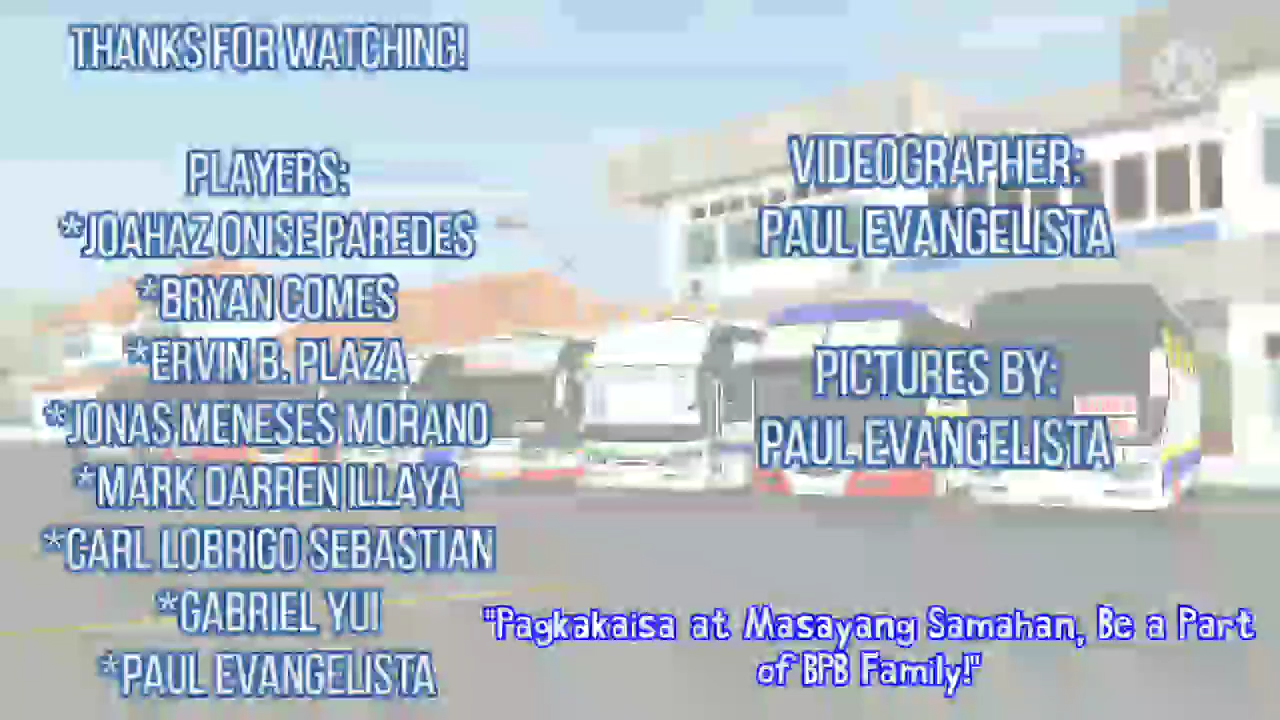 THANKS FOR WATCHING!
PLAYERS:
*JOAHAZ ONISE PAREDES
*BRYAN COMES
*ERVIN B. PLAZA
*JONAS MENESES MORANO
*MARK DARREN ILLAYA
*CARL LOBRIGO SEBASTIAN
*GABRIEL YUI
*PAUL EVANGELISTA
VIDEOGRAPHER:
PAUL EVANGELISTA
PICTURES BY:
PAUL EVANGELISTA
"Pagkakaisa at Masayang Samahan, Be a Part
of BPB Family!"